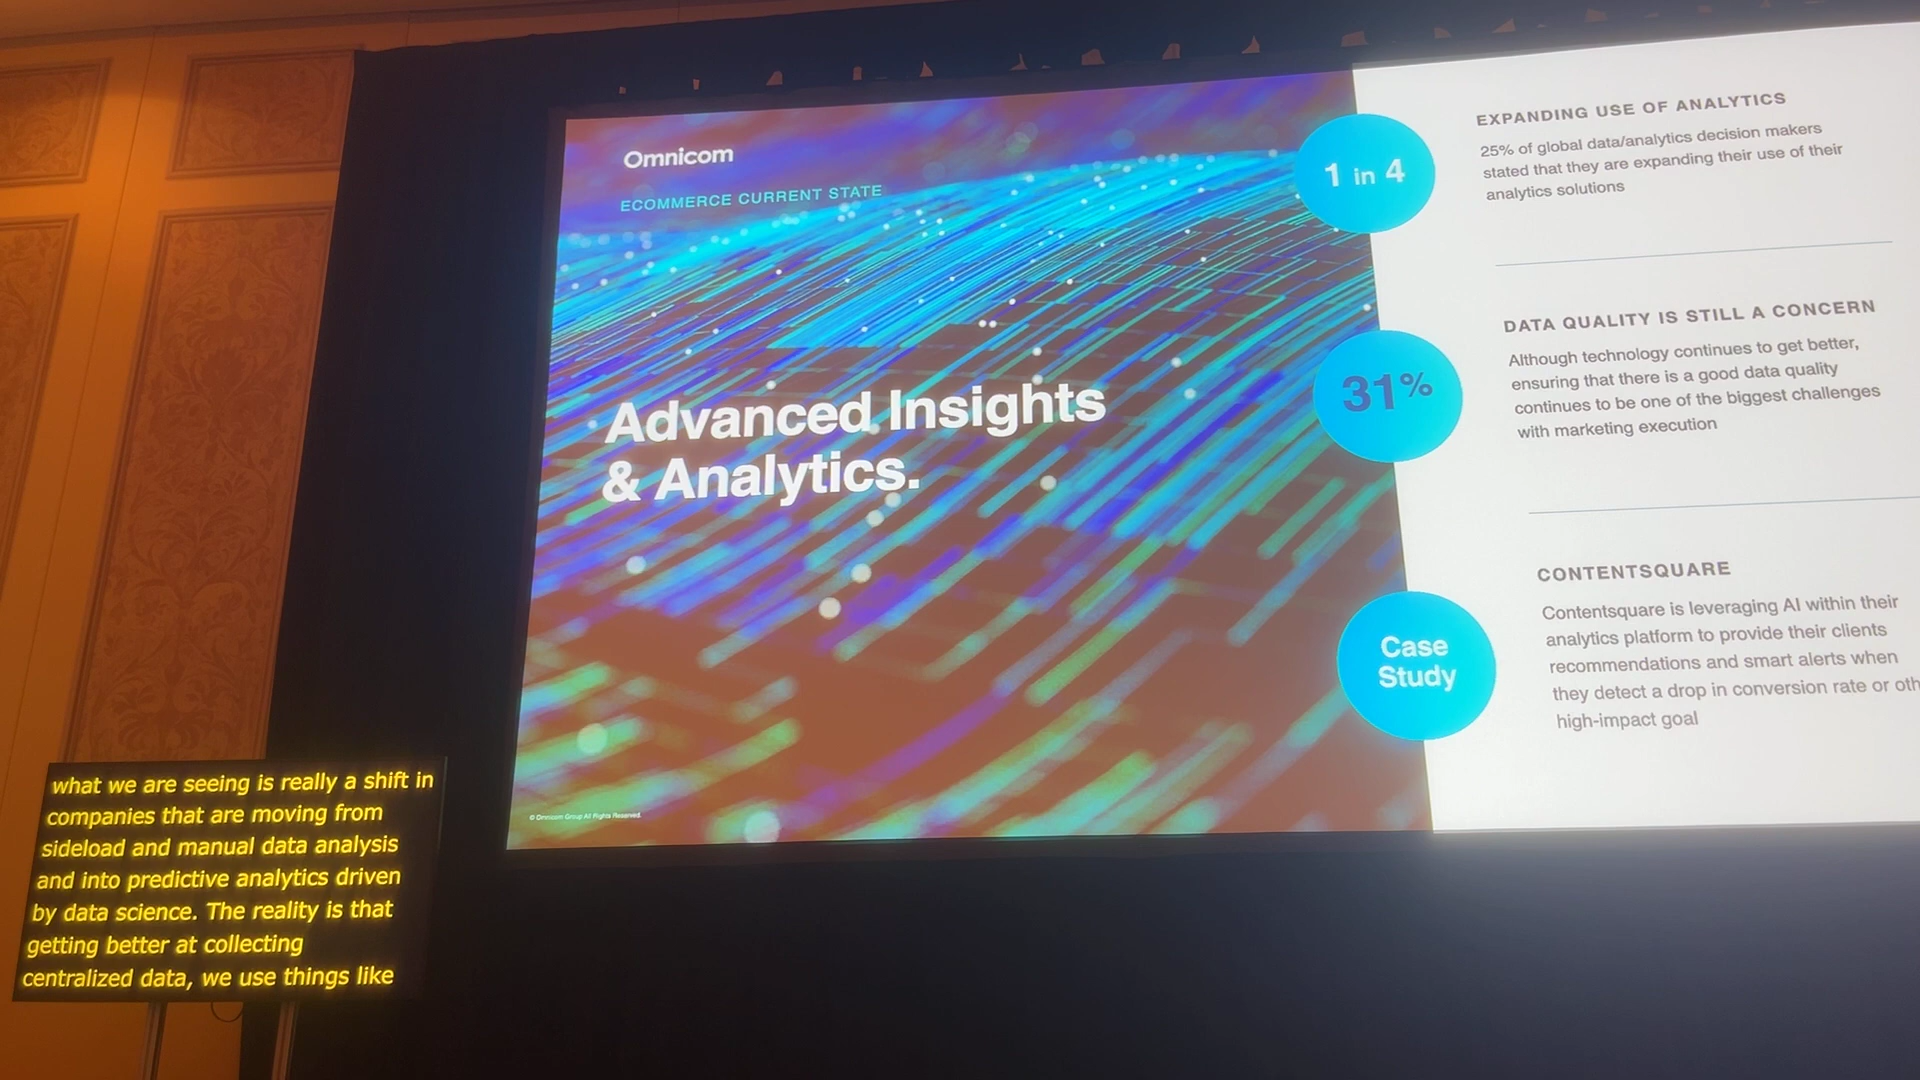 Omnicom
ECOMMERCE CURRENT STATE
Advanced Insights
& Analytics.
© Omnicom Group All Rights Reserved.
1 in 4
EXPANDING USE OF ANALYTICS
25% of global data/analytics decision makers
stated that they are expanding their use of their
analytics solutions
31%
DATA QUALITY IS STILL A CONCERN
Although technology continues to get better,
ensuring that there is a good data quality
continues to be one of the biggest challenges
with marketing execution
Case
Study
CONTENTSQUARE
Contentsquare is leveraging AI within their
analytics platform to provide their clients
recommendations and smart alerts when
they detect a drop in conversion rate or oth
high-impact goal
what we are seeing is really a shift in
companies that are moving from
sideload and manual data analysis
and into predictive analytics driven
by data science. The reality is that
getting better at collecting
centralized data, we use things like